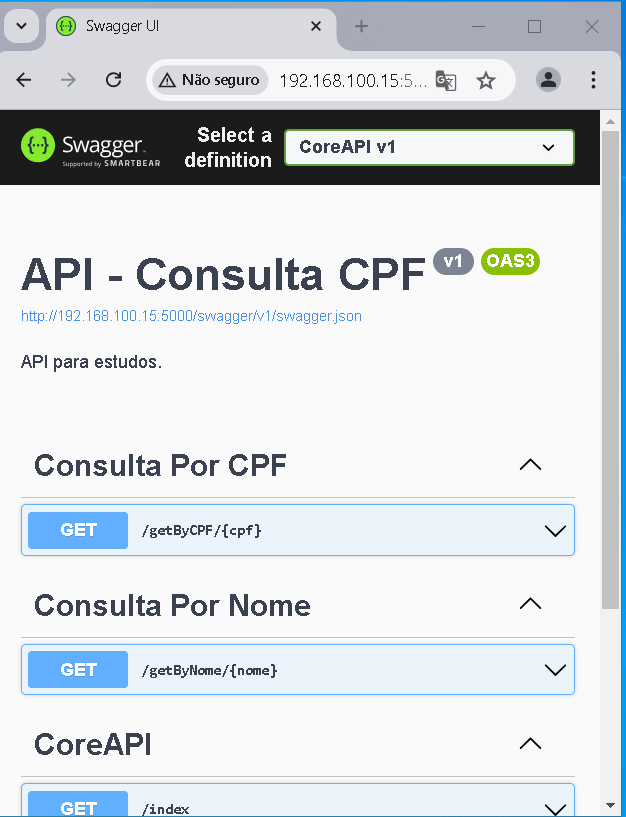 Swagger UI
Não seguro
192.168.100.15:5...
Swagger
Supported by SMARTBEAR
Select a
definition
CoreAPI v1
API - Consulta CPF v1 OAS3
http://192.168.100.15:5000/swagger/v1/swagger.json
API para estudos.
Consulta Por CPF
GET /getByCPF/{cpf}
Consulta Por Nome
GET /getByNome/{nome}
CoreAPI
GET /index